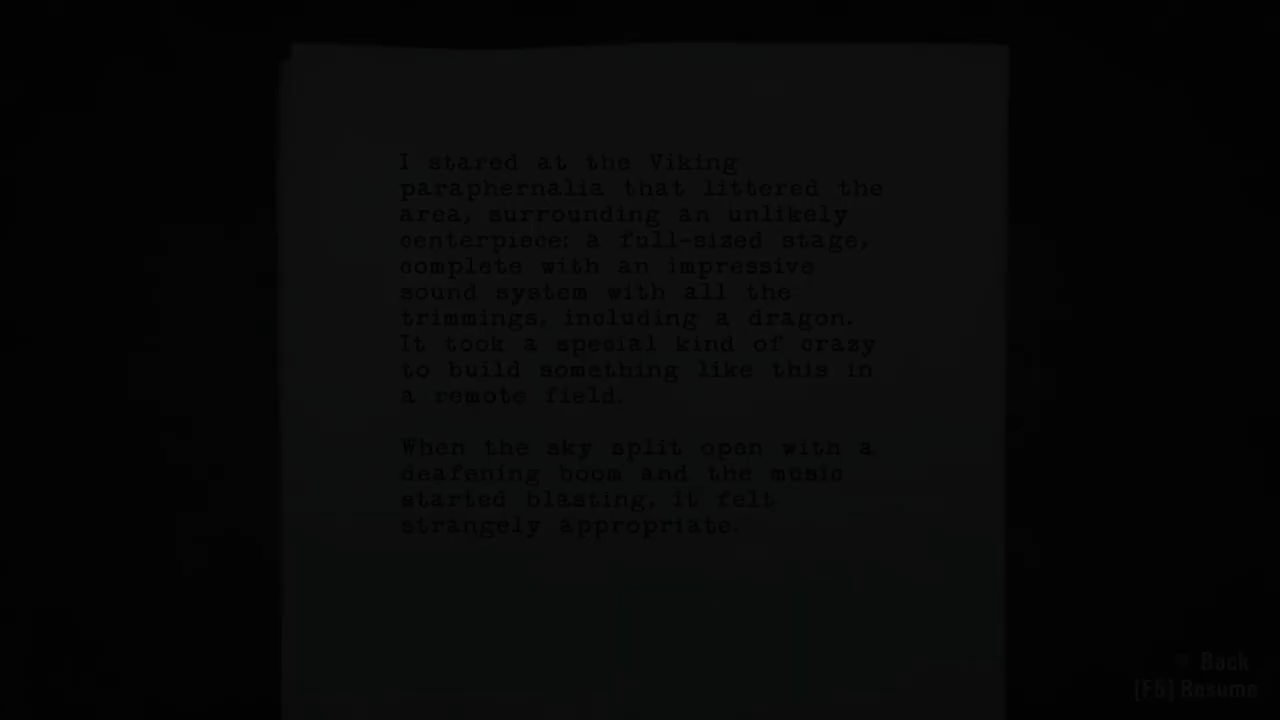 I stared at the Viking
paraphernalia that littered the
area, surrounding an unlikely
centerpiece: a full-sized stage,
complete with an impressive
sound system with all the
trimmings, including a dragon.
It took a special kind of crazy
to build something like this in
a remote field.
When the sky split open with a
deafening boom and the music
started blasting, it felt
strangely appropriate.
Back
[F5] Resume